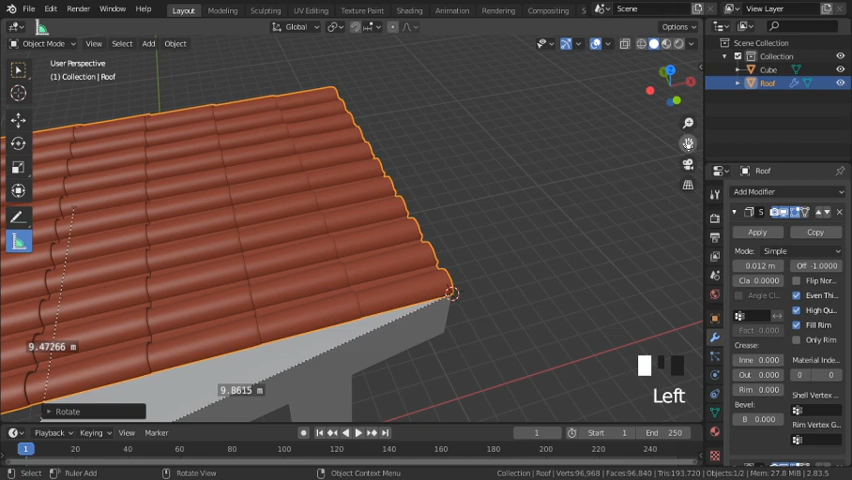 File Edit Render Window Help Layout Modeling Sculpting UV Editing Texture Paint Shading Animation Rendering Compositing Scene View Layer
Global Options
Object Mode View Select Add Object
User Perspective
(1) Collection | Roof
Scene Collection
Collection
Cube
Roof
Roof
Add Modifier
S
Apply Copy
Mode: Simple
0.012 m Off -1.0000
Cla 0.0000 Flip Nor
Angle C Even Thi
High Qu
Fact 0.0000 Fill Rim
Only Rim
Crease: Material Inde
Inne 0.000 0 0
Out 0.000
Rim 0.000 Shell Vertex
Bevel: Rim Vertex G
B 0.000
9.47266 m
9.8615 m
Left
Rotate
Playback Keying View Marker 1 Start 1 End 250
1 20 40 60 80 100 120 140 160 180 200 220 240
Select Ruler Add Rotate View Object Context Menu Collection | Roof | Verts:96,968 | Faces:96,840 | Tris:193,720 | Objects:1/2 | Mem: 27.8 MiB | 2.83.5